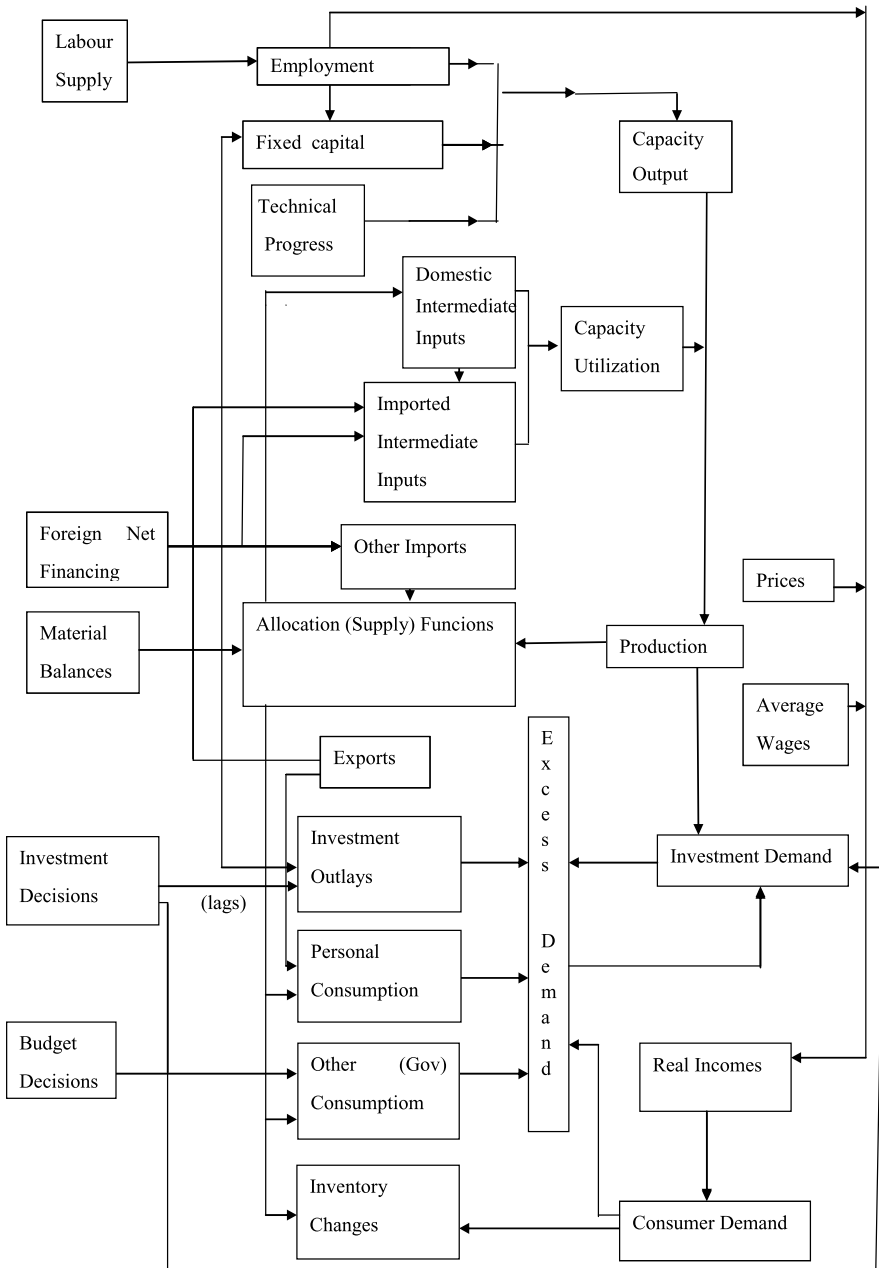 Labour
Supply
Employment
Fixed capital
Capacity
Output
Technical
Progress
Domestic
Intermediate
Inputs
Capacity
Utilization
Imported
Intermediate
Inputs
Foreign Net
Financing
Other Imports
Prices
Material
Balances
Allocation (Supply) Funcions
Production
Average
Wages
Exports
Excess Demand
Investment
Decisions
(lags)
Investment
Outlays
Investment Demand
Personal
Consumption
Budget
Decisions
Other (Gov)
Consumptiom
Real Incomes
Inventory
Changes
Consumer Demand